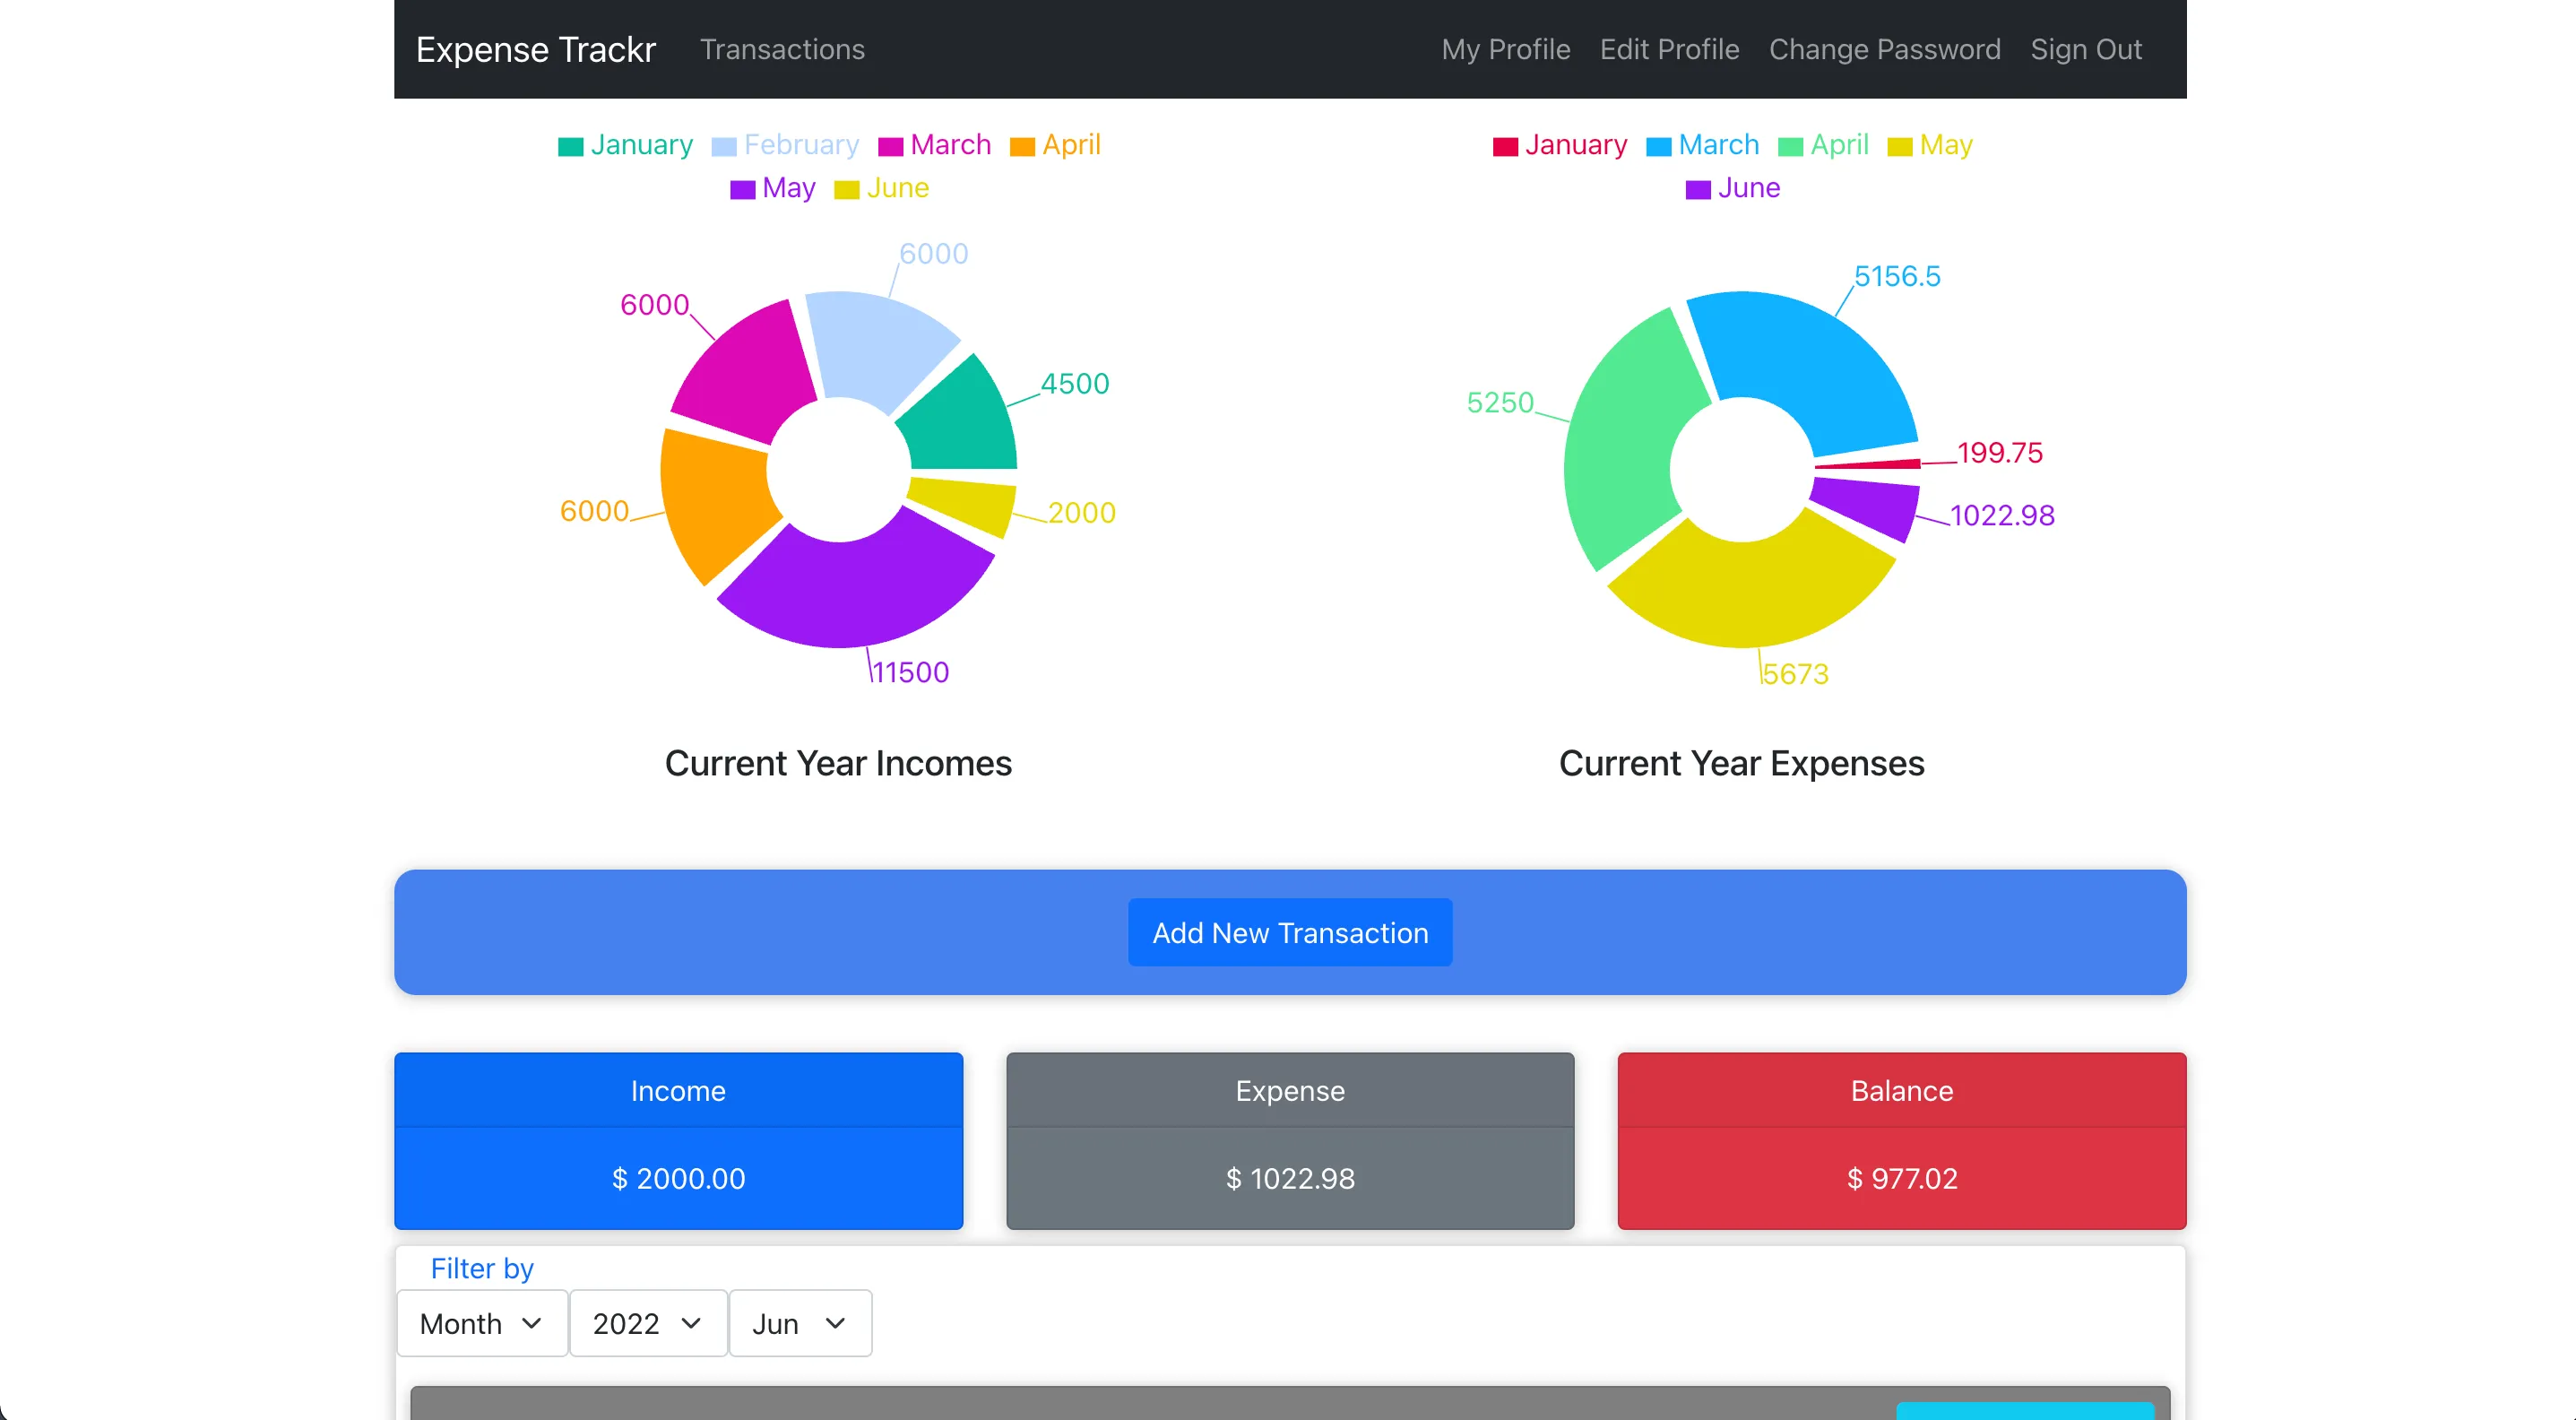 Expense Trackr Transactions My Profile Edit Profile Change Password Sign Out
January February March April
May June
6000
6000
4500
6000
2000
11500
Current Year Incomes
January March April May
June
5156.5
5250
199.75
1022.98
5673
Current Year Expenses
Add New Transaction
Income
$ 2000.00
Expense
$ 1022.98
Balance
$ 977.02
Filter by
Month 2022 Jun